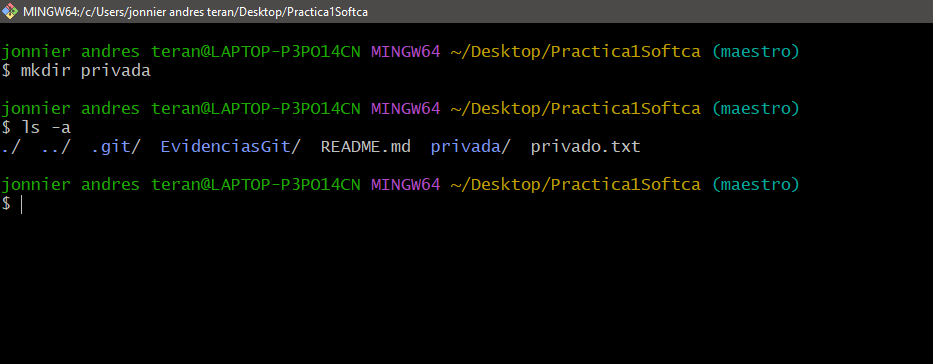 MINGW64:/c/Users/jonnier andres teran/Desktop/Practica1Softca
jonnier andres teran@LAPTOP-P3PO14CN MINGW64 ~/Desktop/Practica1Softca (maestro)
$ mkdir privada
jonnier andres teran@LAPTOP-P3PO14CN MINGW64 ~/Desktop/Practica1Softca (maestro)
$ ls -a
./  ../  .git/  EvidenciasGit/  README.md  privada/  privado.txt
jonnier andres teran@LAPTOP-P3PO14CN MINGW64 ~/Desktop/Practica1Softca (maestro)
$